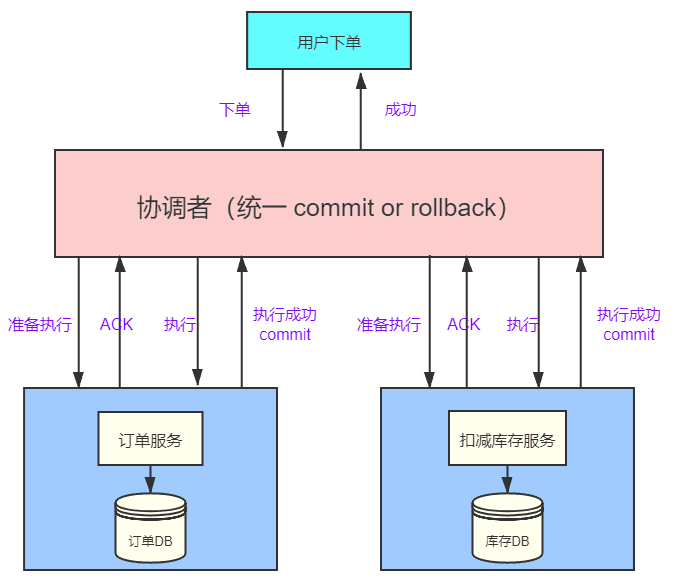 用户下单
下单
成功
协调者（统一 commit or rollback）
准备执行
ACK
执行
执行成功
commit
准备执行
ACK
执行
执行成功
commit
订单服务
订单DB
扣减库存服务
库存DB